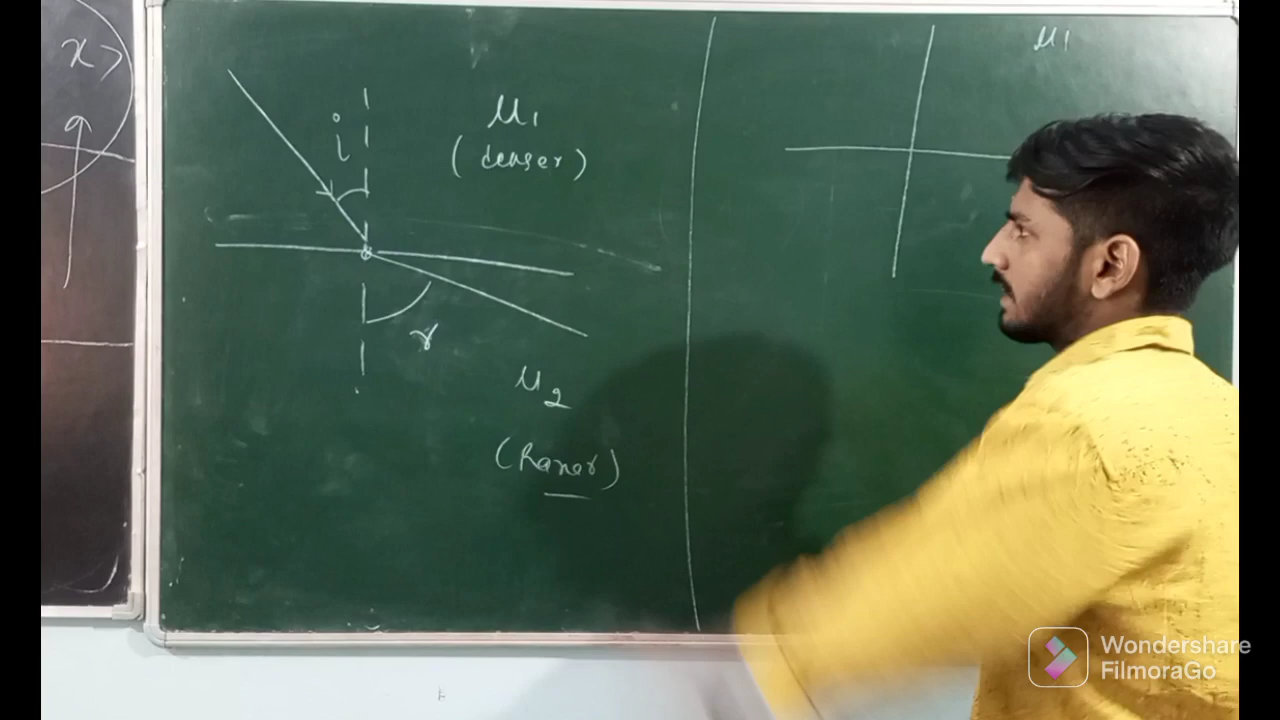 x>
i
μ₁
(denser)
r
μ₂
(Rarer)
μ₁
Wondershare
FilmoraGo